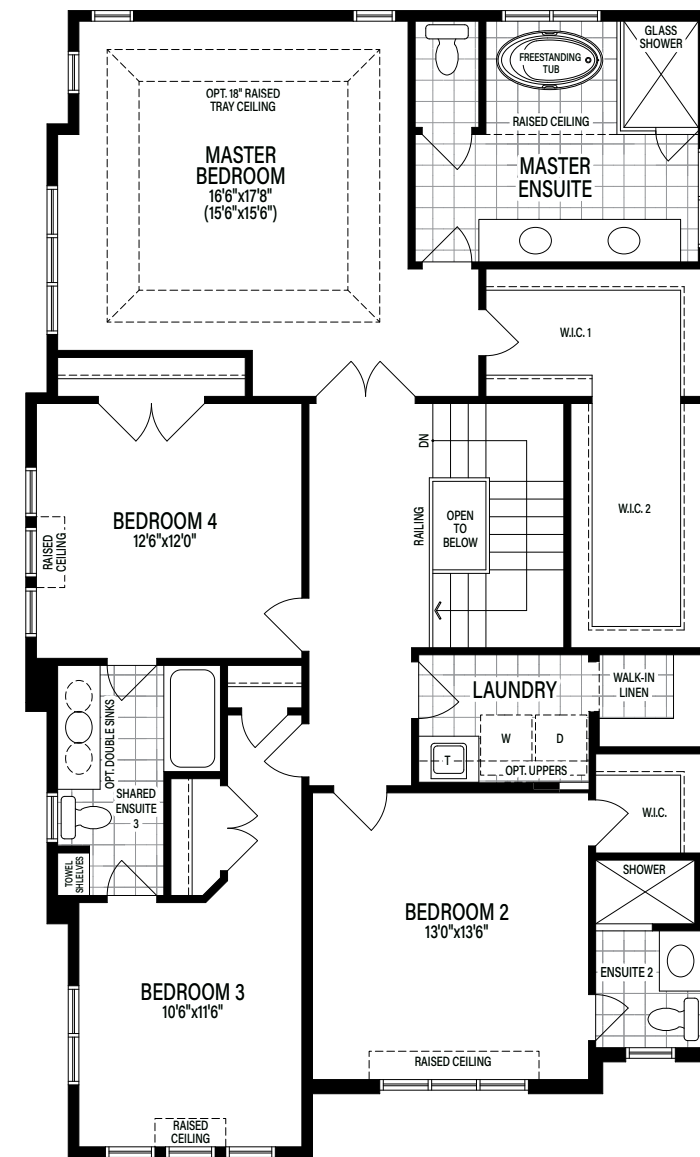 GLASS
SHOWER
FREESTANDING
TUB
OPT. 18" RAISED
TRAY CEILING
RAISED CEILING
MASTER
BEDROOM
16'6"x17'8"
(15'6"x15'6")
MASTER
ENSUITE
W.I.C. 1
DN
BEDROOM 4
12'6"x12'0"
RAISED
CEILING
RAILING
OPEN
TO
BELOW
W.I.C. 2
LAUNDRY
WALK-IN
LINEN
W
D
T
OPT. UPPERS
OPT. DOUBLE SINKS
SHARED
ENSUITE
3
W.I.C.
TOWEL
SHLELVES
SHOWER
BEDROOM 2
13'0"x13'6"
ENSUITE 2
BEDROOM 3
10'6"x11'6"
RAISED CEILING
RAISED
CEILING